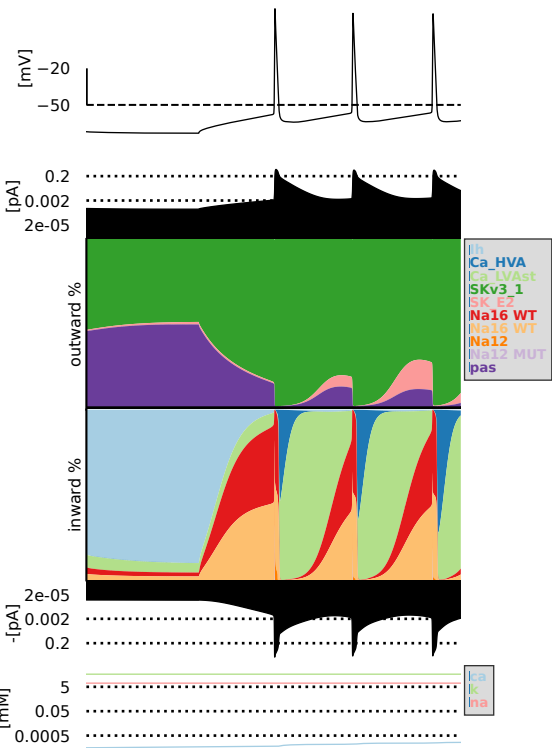 [mV]
−20
−50
[pA]
0.2
0.002
2e-05
outward %
Ih
Ca_HVA
Ca_LVAst
SKv3_1
SK_E2
Na16 WT
Na16 WT
Na12
Na12 MUT
pas
inward %
-[pA]
2e-05
0.002
0.2
[mM]
5
0.05
0.0005
ca
k
na